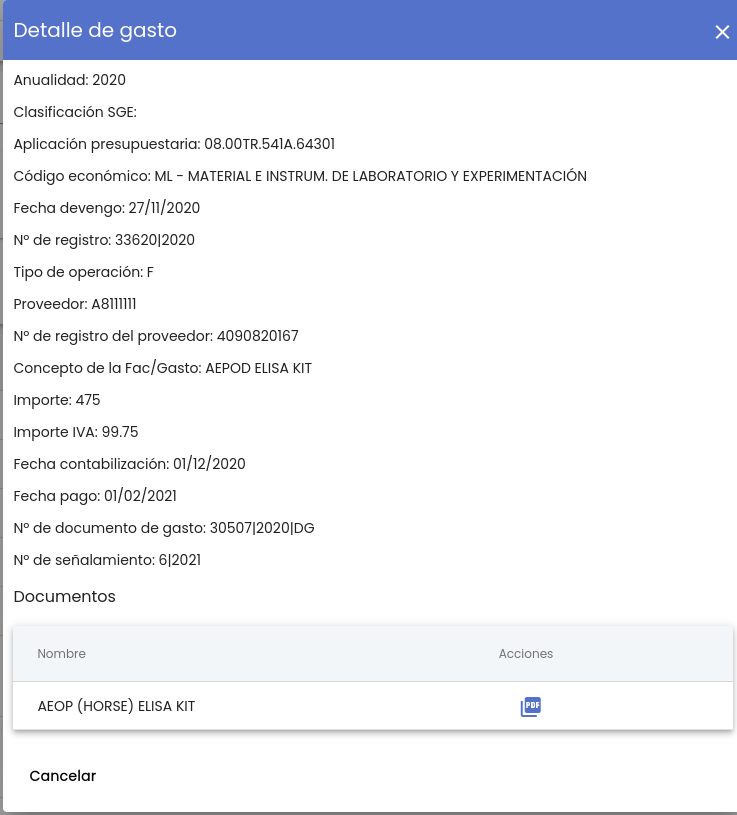 Detalle de gasto
Anualidad: 2020
Clasificación SGE:
Aplicación presupuestaria: 08.00TR.541A.64301
Código económico: ML - MATERIAL E INSTRUM. DE LABORATORIO Y EXPERIMENTACIÓN
Fecha devengo: 27/11/2020
Nº de registro: 33620|2020
Tipo de operación: F
Proveedor: A8111111
Nº de registro del proveedor: 4090820167
Concepto de la Fac/Gasto: AEPOD ELISA KIT
Importe: 475
Importe IVA: 99.75
Fecha contabilización: 01/12/2020
Fecha pago: 01/02/2021
Nº de documento de gasto: 30507|2020|DG
Nº de señalamiento: 6|2021
Documentos
Nombre Acciones
AEOP (HORSE) ELISA KIT PDF
Cancelar